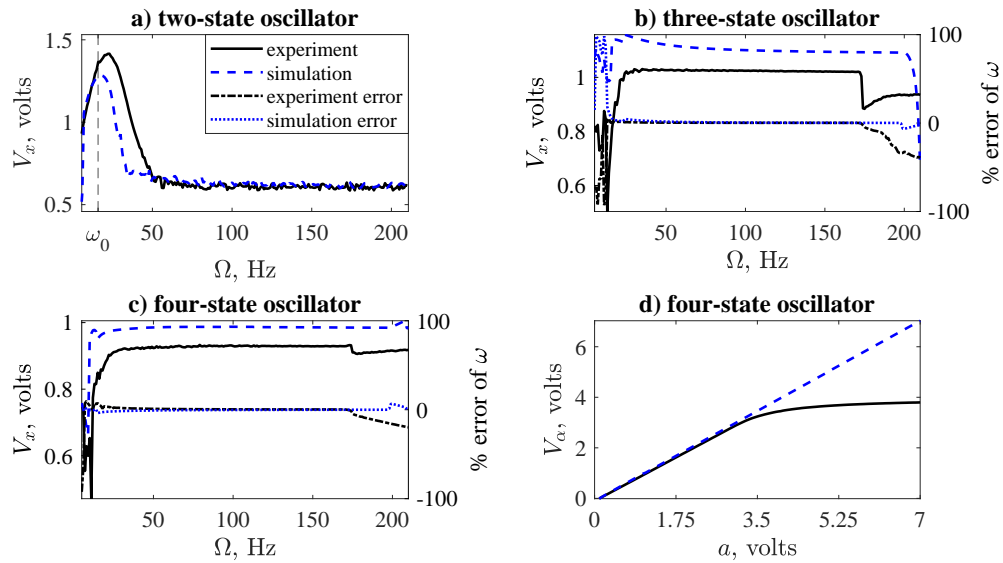 a) two-state oscillator
1.5
1
0.5
V_x, volts
experiment
simulation
experiment error
simulation error
ω_0 50 100 150 200
Ω, Hz
b) three-state oscillator
1
0.8
0.6
V_x, volts
100
0
-100
% error of ω
50 100 150 200
Ω, Hz
c) four-state oscillator
1
0.8
0.6
V_x, volts
100
0
-100
% error of ω
50 100 150 200
Ω, Hz
d) four-state oscillator
6
4
2
0
V_α, volts
0 1.75 3.5 5.25 7
a, volts